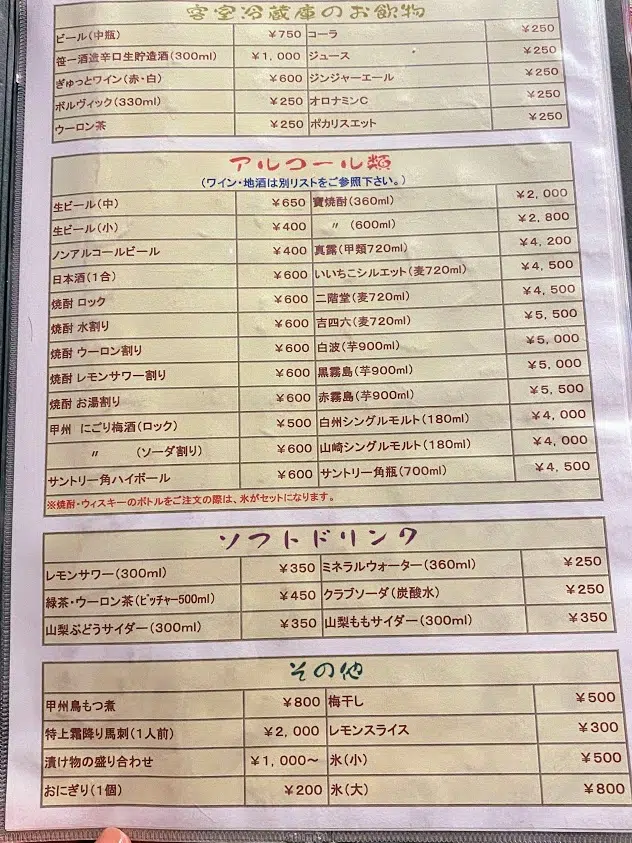 客室冷蔵庫のお飲物
ビール(中瓶) ¥750 コーラ ¥250
笹一酒造辛口生貯造酒(300ml) ¥1,000 ジュース ¥250
ぎゅっとワイン(赤・白) ¥600 ジンジャーエール ¥250
ボルヴィック(330ml) ¥250 オロナミンC ¥250
ウーロン茶 ¥250 ポカリスエット ¥250
アルコール類
(ワイン・地酒は別リストをご参照下さい。)
生ビール(中) ¥650 寶焼酎(360ml) ¥2,000
生ビール(小) ¥400 〃 (600ml) ¥2,800
ノンアルコールビール ¥400 真露(甲類720ml) ¥4,200
日本酒(1合) ¥600 いいちこシルエット(麦720ml) ¥4,500
焼酎 ロック ¥600 二階堂(麦720ml) ¥4,500
焼酎 水割り ¥600 吉四六(麦720ml) ¥5,500
焼酎 ウーロン割り ¥600 白波(芋900ml) ¥5,000
焼酎 レモンサワー割り ¥600 黒霧島(芋900ml) ¥5,000
焼酎 お湯割り ¥600 赤霧島(芋900ml) ¥5,500
甲州 にごり梅酒(ロック) ¥500 白州シングルモルト(180ml) ¥4,000
〃 (ソーダ割り) ¥600 山崎シングルモルト(180ml) ¥4,000
サントリー角ハイボール ¥600 サントリー角瓶(700ml) ¥4,500
※焼酎・ウィスキーのボトルをご注文の際は、氷がセットになります。
ソフトドリンク
レモンサワー(300ml) ¥350 ミネラルウォーター(360ml) ¥250
緑茶・ウーロン茶(ピッチャー500ml) ¥450 クラブソーダ(炭酸水) ¥250
山梨ぶどうサイダー(300ml) ¥350 山梨ももサイダー(300ml) ¥350
その他
甲州鳥もつ煮 ¥800 梅干し ¥500
特上霜降り馬刺(1人前) ¥2,000 レモンスライス ¥300
漬け物の盛り合わせ ¥1,000～ 氷(小) ¥500
おにぎり(1個) ¥200 氷(大) ¥800